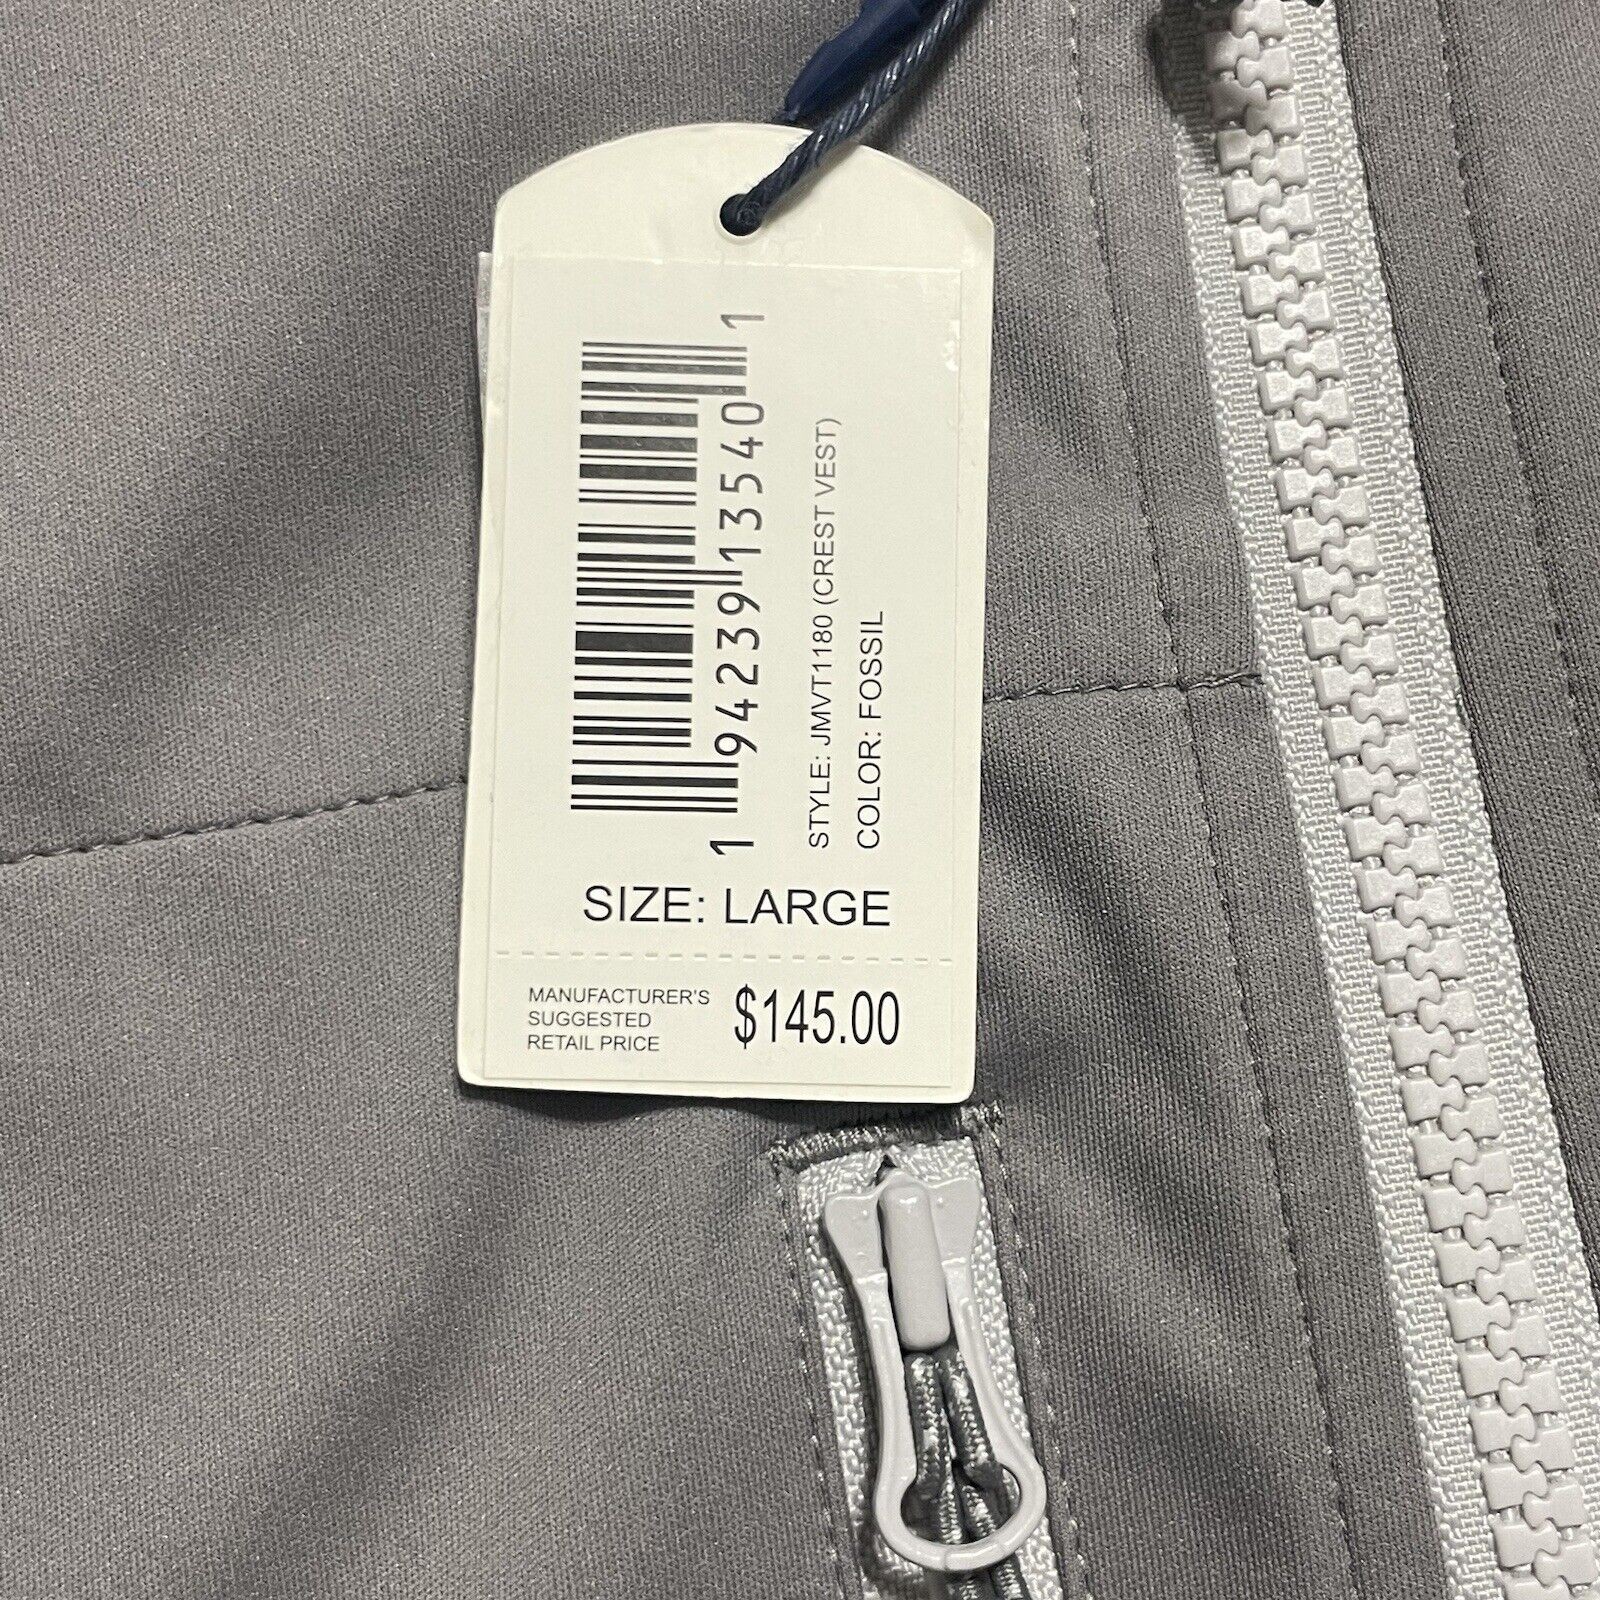 1 94239 13540 1
STYLE: JMVT1180 (CREST VEST)
COLOR: FOSSIL
SIZE: LARGE
MANUFACTURER'S
SUGGESTED
RETAIL PRICE
$145.00